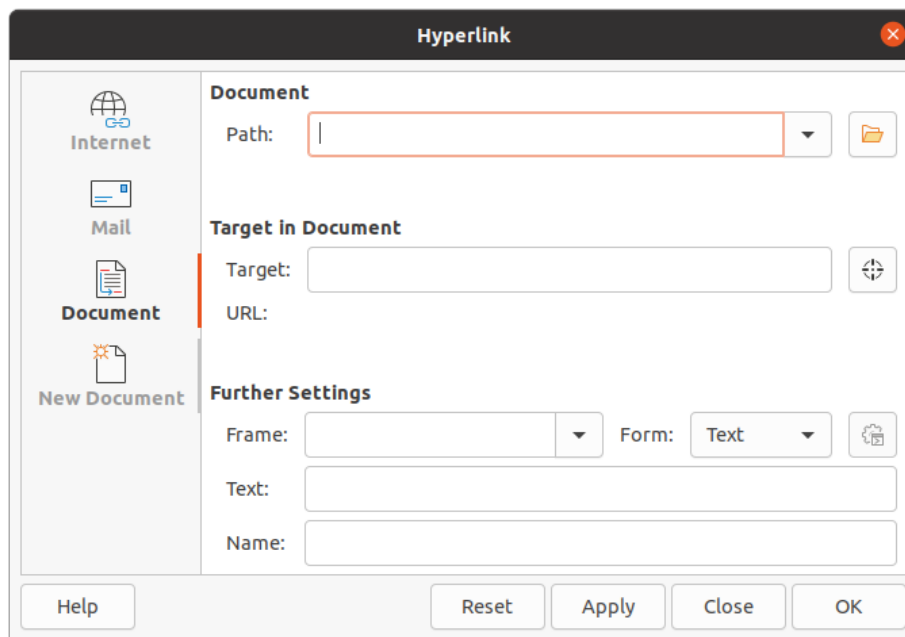 Hyperlink
Internet
Mail
Document
New Document
Document
Path:
Target in Document
Target:
URL:
Further Settings
Frame:
Form: Text
Text:
Name:
Help Reset Apply Close OK